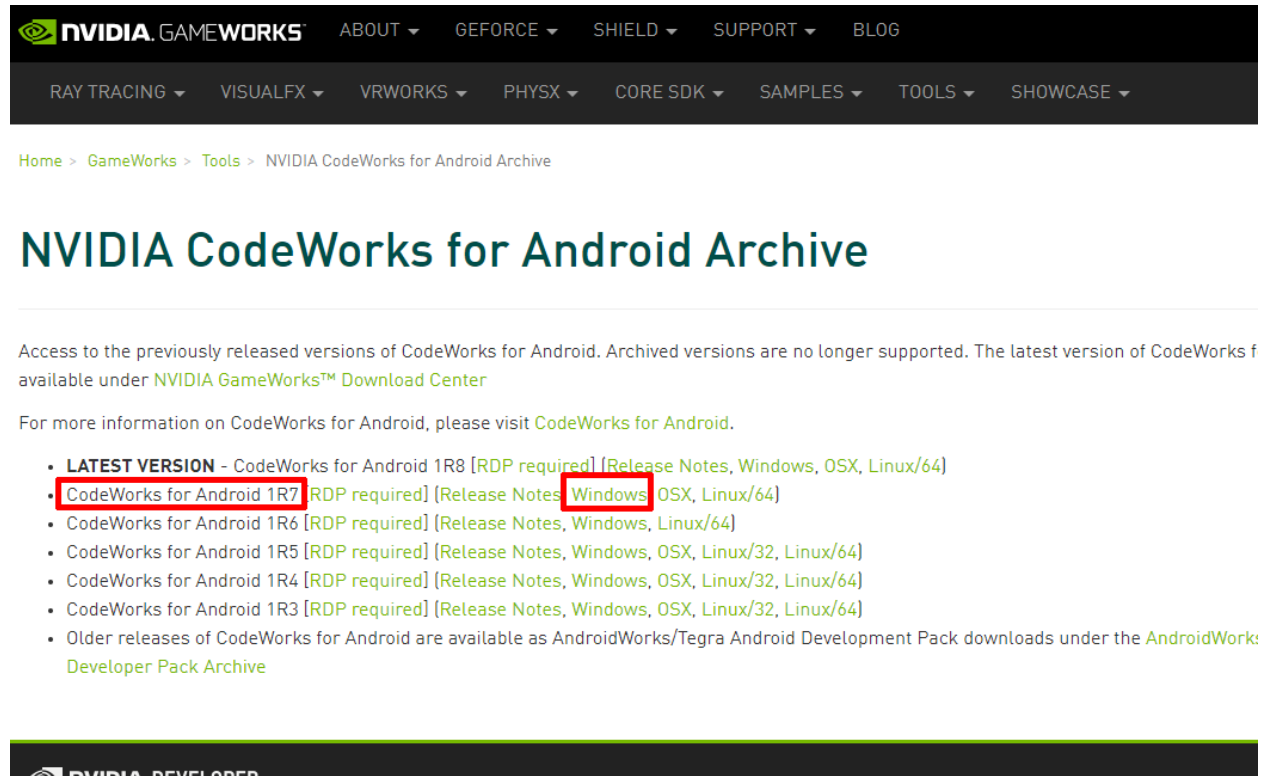 NVIDIA. GAMEWORKS™ ABOUT GEFORCE SHIELD SUPPORT BLOG
RAY TRACING VISUALFX VRWORKS PHYSX CORE SDK SAMPLES TOOLS SHOWCASE
Home > GameWorks > Tools > NVIDIA CodeWorks for Android Archive
NVIDIA CodeWorks for Android Archive
Access to the previously released versions of CodeWorks for Android. Archived versions are no longer supported. The latest version of CodeWorks f
available under NVIDIA GameWorks™ Download Center
For more information on CodeWorks for Android, please visit CodeWorks for Android.
• LATEST VERSION - CodeWorks for Android 1R8 [RDP required] (Release Notes, Windows, OSX, Linux/64)
• CodeWorks for Android 1R7 [RDP required] (Release Notes, Windows, OSX, Linux/64)
• CodeWorks for Android 1R6 [RDP required] (Release Notes, Windows, Linux/64)
• CodeWorks for Android 1R5 [RDP required] (Release Notes, Windows, OSX, Linux/32, Linux/64)
• CodeWorks for Android 1R4 [RDP required] (Release Notes, Windows, OSX, Linux/32, Linux/64)
• CodeWorks for Android 1R3 [RDP required] (Release Notes, Windows, OSX, Linux/32, Linux/64)
• Older releases of CodeWorks for Android are available as AndroidWorks/Tegra Android Development Pack downloads under the AndroidWorks
Developer Pack Archive
NVIDIA DEVELOPER